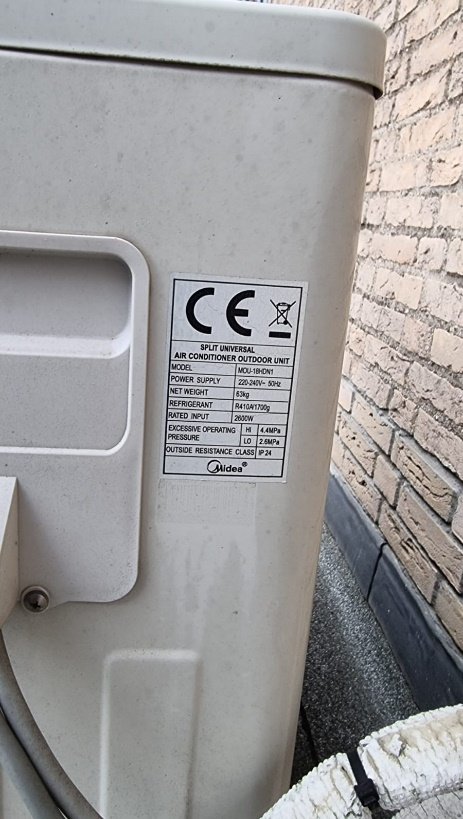 CE
SPLIT UNIVERSAL
AIR CONDITIONER OUTDOOR UNIT
MODEL MOU-18HDN1
POWER SUPPLY 220-240V~ 50Hz
NET WEIGHT 63kg
REFRIGERANT R410A/1700g
RATED INPUT 2600W
EXCESSIVE OPERATING PRESSURE HI 4.4MPa
LO 2.6MPa
OUTSIDE RESISTANCE CLASS IP 24
Midea®